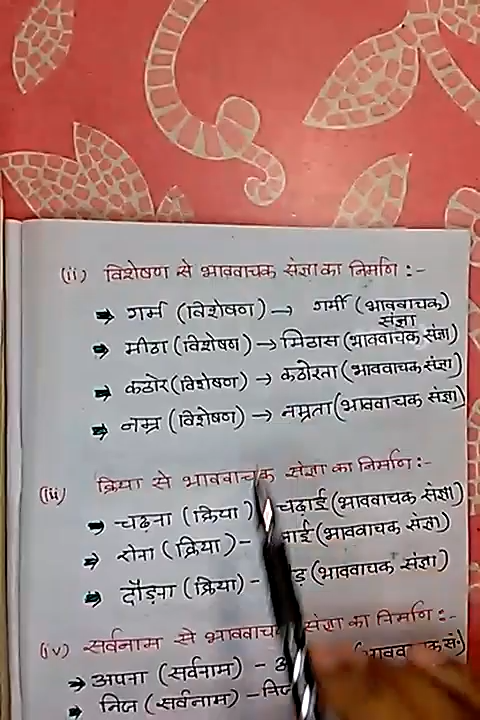 (ii) विशेषण से भाववाचक संज्ञा का निर्माण :-
→ गर्म (विशेषण) → गर्मी (भाववाचक)
संज्ञा
→ मीठा (विशेषण) → मिठास (भाववाचक संज्ञा)
→ कठोर (विशेषण) → कठोरता (भाववाचक संज्ञा)
→ नम्र (विशेषण) → नम्रता (भाववाचक संज्ञा)
(iii) क्रिया से भाववाचक संज्ञा का निर्माण :-
→ चढ़ना (क्रिया) चढ़ाई (भाववाचक संज्ञा)
→ रोना (क्रिया) - (भाववाचक संज्ञा)
→ दौड़ना (क्रिया) - (भाववाचक संज्ञा)
(iv) सर्वनाम से संज्ञा का निर्माण :-
→ अपना (सर्वनाम) -
→ निज (सर्वनाम) -